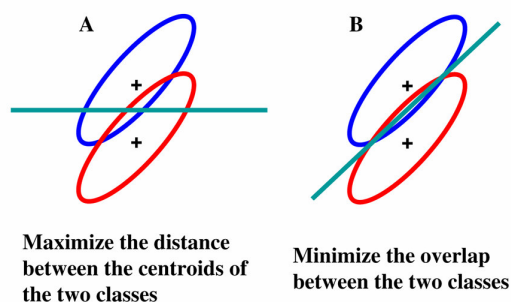 A
B
Maximize the distance
between the centroids of
the two classes
Minimize the overlap
between the two classes